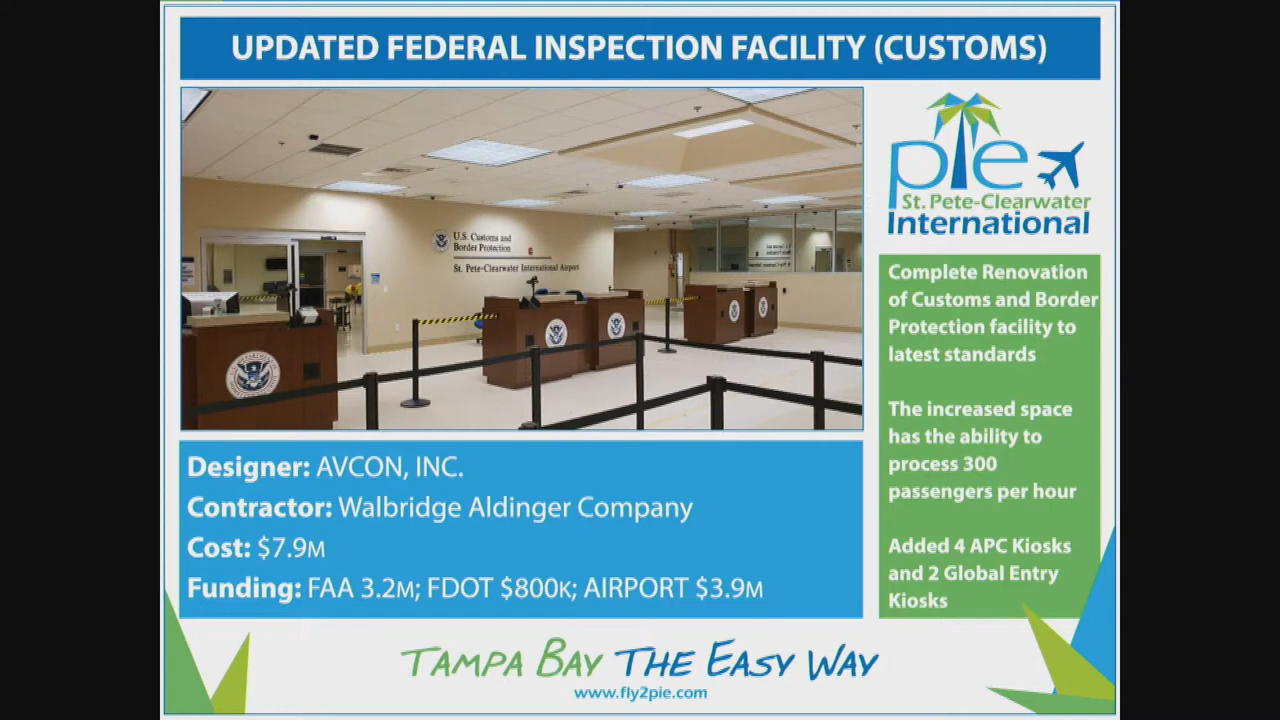 UPDATED FEDERAL INSPECTION FACILITY (CUSTOMS)
U.S. Customs and
Border Protection
St. Pete-Clearwater International Airport
pie
St. Pete-Clearwater
International
Complete Renovation
of Customs and Border
Protection facility to
latest standards
The increased space
has the ability to
process 300
passengers per hour
Added 4 APC Kiosks
and 2 Global Entry
Kiosks
Designer: AVCON, INC.
Contractor: Walbridge Aldinger Company
Cost: $7.9M
Funding: FAA 3.2M; FDOT $800K; AIRPORT $3.9M
TAMPA BAY THE EASY WAY
www.fly2pie.com